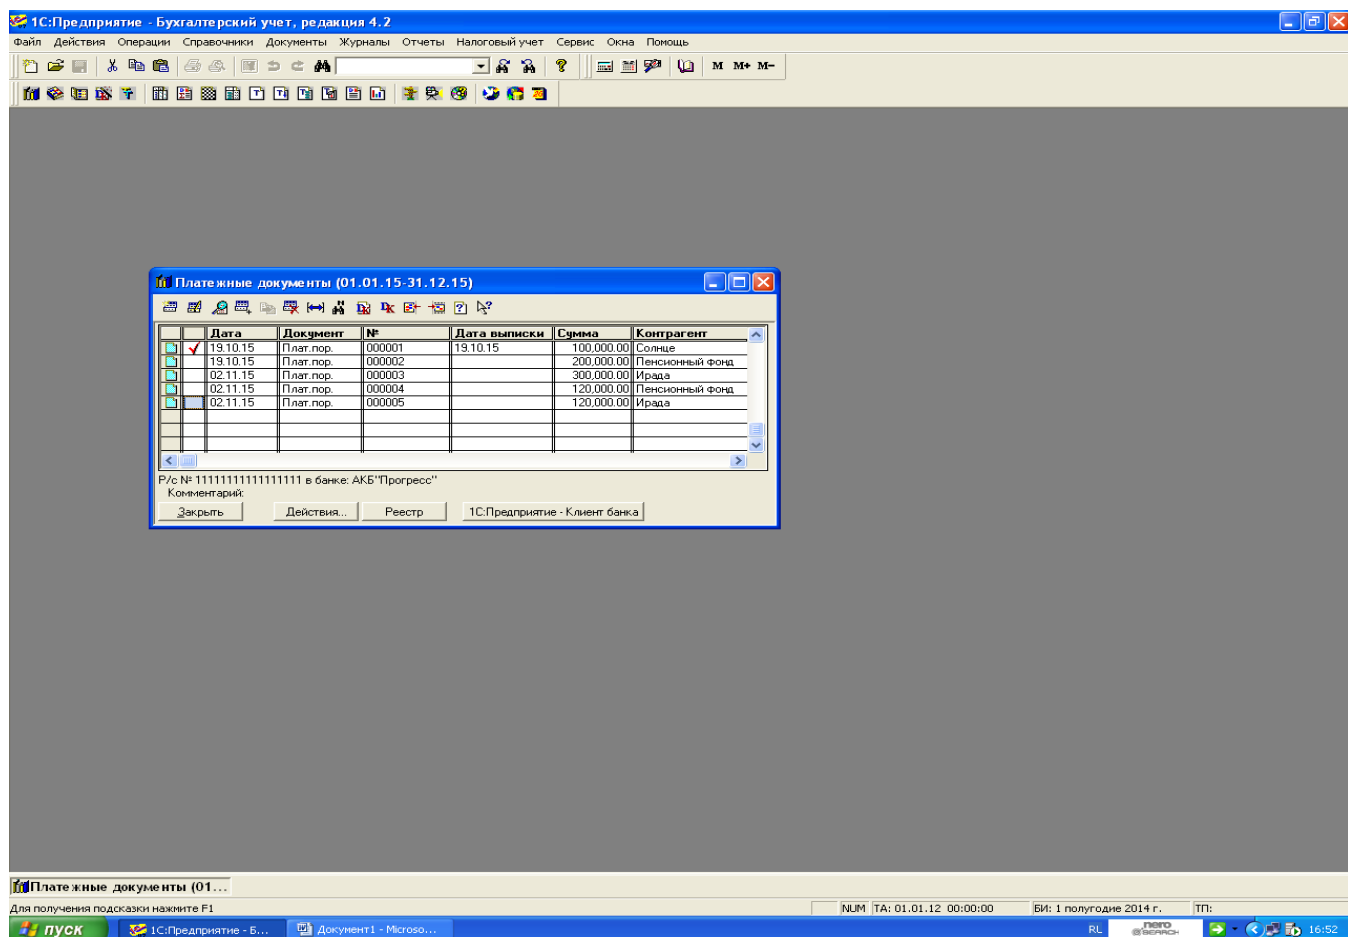 1С:Предприятие - Бухгалтерский учет, редакция 4.2
Файл Действия Операции Справочники Документы Журналы Отчеты Налоговый учет Сервис Окна Помощь
M M+ M-
Платежные документы (01.01.15-31.12.15)
Дата Документ № Дата выписки Сумма Контрагент
19.10.15 Плат.пор. 000001 19.10.15 100,000.00 Солнце
19.10.15 Плат.пор. 000002 200,000.00 Пенсионный фонд
02.11.15 Плат.пор. 000003 300,000.00 Ирада
02.11.15 Плат.пор. 000004 120,000.00 Пенсионный фонд
02.11.15 Плат.пор. 000005 120,000.00 Ирада
Р/с № 11111111111111111 в банке: АКБ"Прогресс"
Комментарий:
Закрыть Действия... Реестр 1С:Предприятие - Клиент банка
Платежные документы (01...
Для получения подсказки нажмите F1 NUM TA: 01.01.12 00:00:00 БИ: 1 полугодие 2014 г. ТП:
пуск 1С:Предприятие - Б... Документ1 - Microso... RL nero SEARCH 16:52